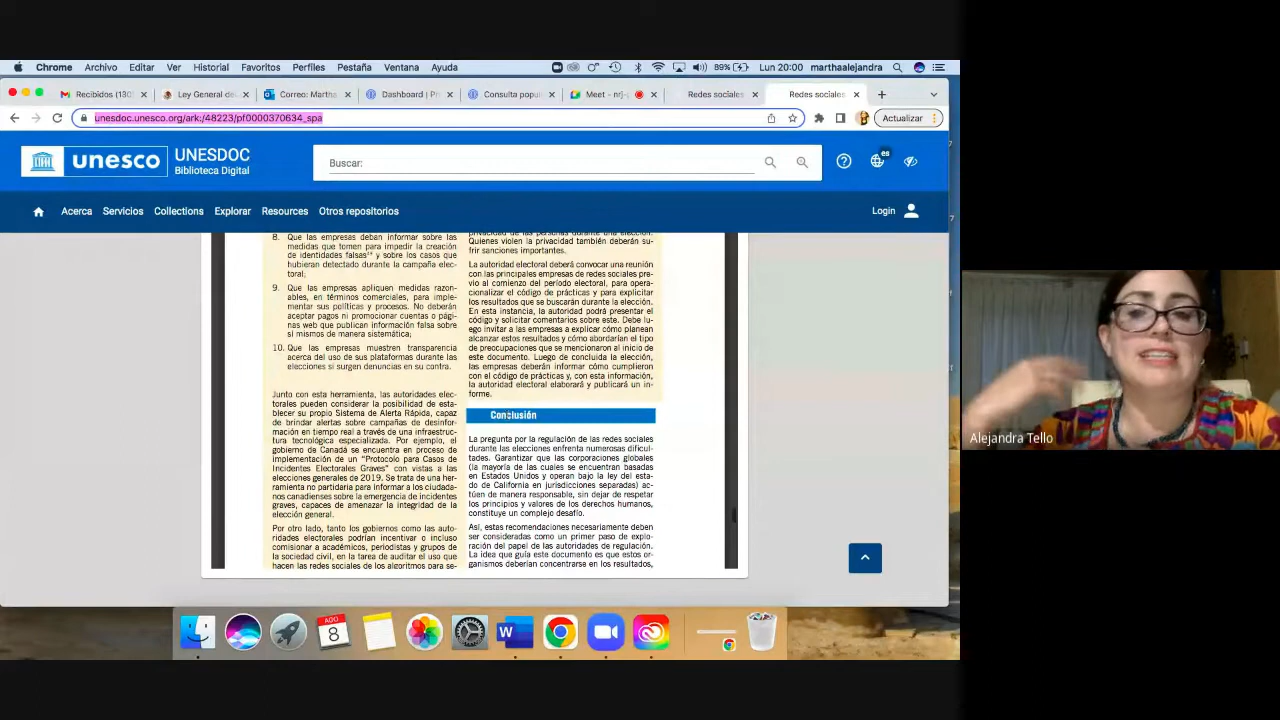 Chrome Archivo Editar Ver Historial Favoritos Perfiles Pestaña Ventana Ayuda 89% Lun 20:00 marthaalejandra
Recibidos (130 Ley General de Correo: Martha Dashboard | Pr Consulta popul Meet – nrj- Redes sociales Redes sociales
unesdoc.unesco.org/ark:/48223/pf0000370634_spa Actualizar
unesco UNESDOC
Biblioteca Digital
Buscar:
es
Acerca Servicios Collections Explorar Resources Otros repositorios Login
8. Que las empresas deban informar sobre las
medidas que tomen para impedir la creación
de identidades falsas y sobre los casos que
hubieran detectado durante la campaña elec-
toral;
9. Que las empresas apliquen medidas razon-
ables, en términos comerciales, para imple-
mentar sus políticas y procesos. No deberán
aceptar pagos ni promocionar cuentas o pági-
nas web que publican información falsa sobre
sí mismos de manera sistemática;
10. Que las empresas muestren transparencia
acerca del uso de sus plataformas durante las
elecciones si surgen denuncias en su contra.
Junto con esta herramienta, las autoridades elec-
torales pueden considerar la posibilidad de esta-
blecer su propio Sistema de Alerta Rápida, capaz
de brindar alertas sobre campañas de desinfor-
mación en tiempo real a través de una infraestruc-
tura tecnológica especializada. Por ejemplo, el
gobierno de Canadá se encuentra en proceso de
implementación de un “Protocolo para Casos de
Incidentes Electorales Graves” con vistas a las
elecciones generales de 2019. Se trata de una her-
ramienta no partidaria para informar a los ciudada-
nos canadienses sobre la emergencia de incidentes
graves, capaces de amenazar la integridad de la
elección general.
Por otro lado, tanto los gobiernos como las auto-
ridades electorales podrían incentivar o incluso
comisionar a académicos, periodistas y grupos de
la sociedad civil, en la tarea de auditar el uso que
hacen las redes sociales de los algoritmos para se-
privacidad de las personas durante una elección.
Quienes violen la privacidad también deberán su-
frir sanciones importantes.
La autoridad electoral deberá convocar una reunión
con las principales empresas de redes sociales pre-
vio al comienzo del período electoral, para opera-
cionalizar el código de prácticas y para explicitar
los resultados que se buscarán durante la elección.
En esta instancia, la autoridad podrá presentar el
código y solicitar comentarios sobre este. Debe lu-
ego invitar a las empresas a explicar cómo planean
alcanzar estos resultados y cómo abordarían el tipo
de preocupaciones que se mencionaron al inicio de
este documento. Luego de concluida la elección,
las empresas deberán informar cómo cumplieron
con el código de prácticas y, con esta información,
la autoridad electoral elaborará y publicará un in-
forme.
Conclusión
La pregunta por la regulación de las redes sociales
durante las elecciones enfrenta numerosas dificul-
tades. Garantizar que las corporaciones globales
(la mayoría de las cuales se encuentran basadas
en Estados Unidos y operan bajo la ley del esta-
do de California en jurisdicciones separadas) ac-
túen de manera responsable, sin dejar de respetar
los principios y valores de los derechos humanos,
constituye un complejo desafío.
Así, estas recomendaciones necesariamente deben
ser consideradas como un primer paso de explo-
ración del papel de las autoridades de regulación.
La idea que guía este documento es que estos or-
ganismos deberían concentrarse en los resultados,
Alejandra Tello
AGO
8
W